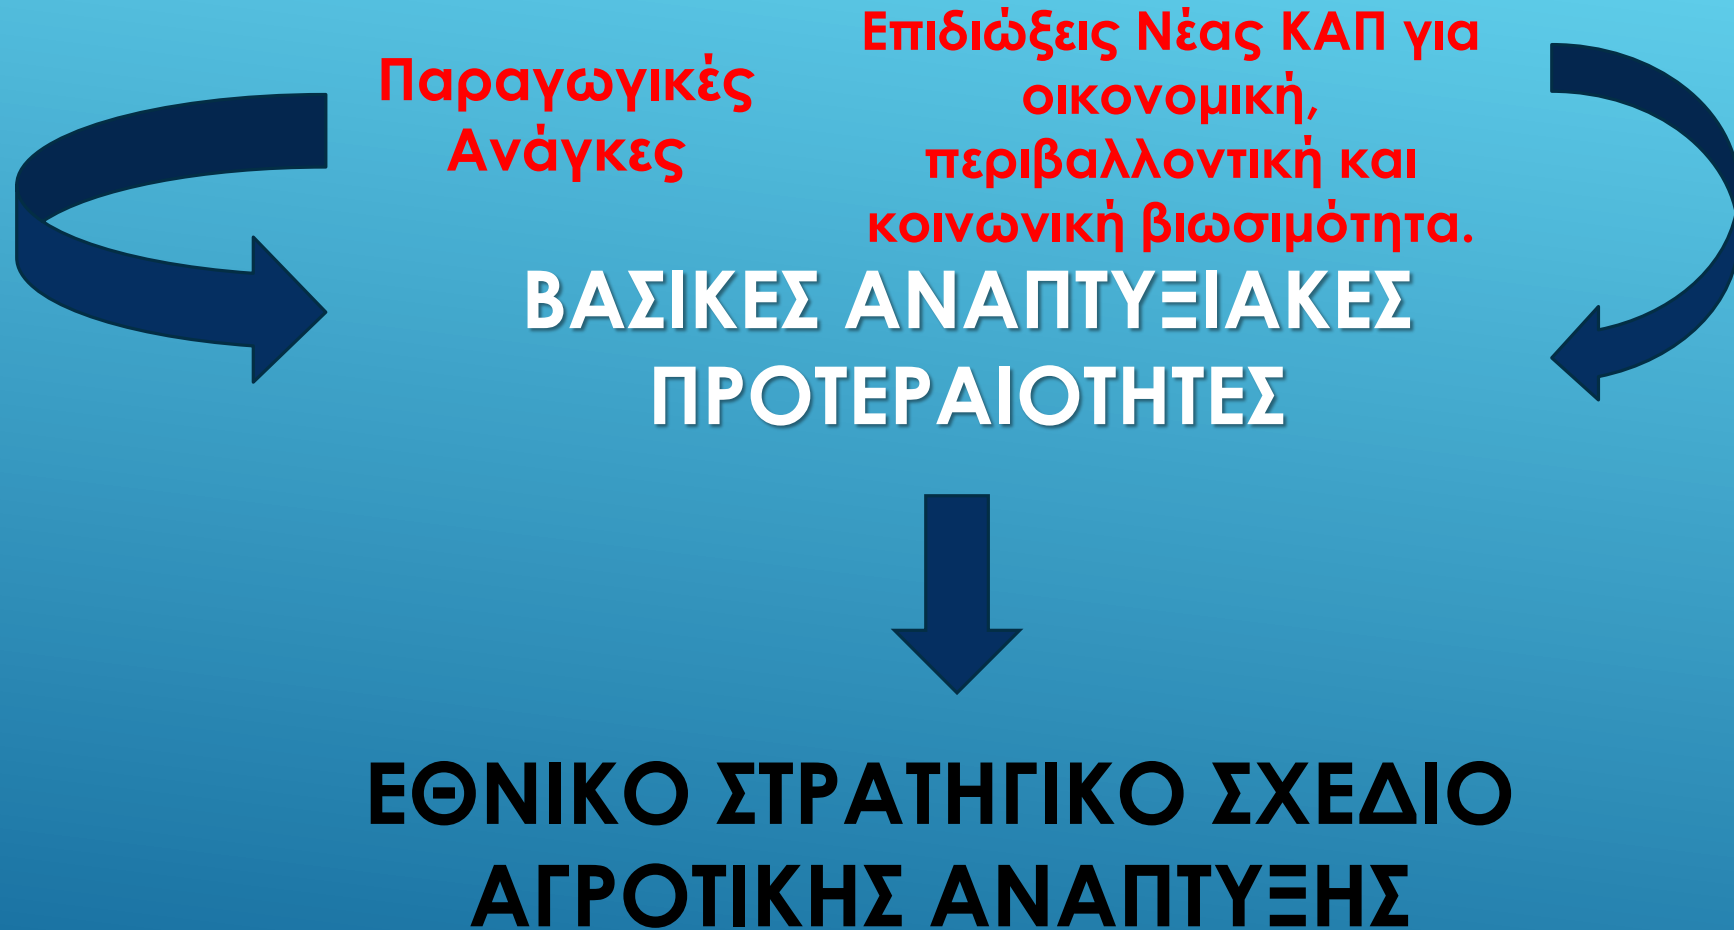 Παραγωγικές
Ανάγκες
Επιδιώξεις Νέας ΚΑΠ για
οικονομική,
περιβαλλοντική και
κοινωνική βιωσιμότητα.
ΒΑΣΙΚΕΣ ΑΝΑΠΤΥΞΙΑΚΕΣ
ΠΡΟΤΕΡΑΙΟΤΗΤΕΣ
ΕΘΝΙΚΟ ΣΤΡΑΤΗΓΙΚΟ ΣΧΕΔΙΟ
ΑΓΡΟΤΙΚΗΣ ΑΝΑΠΤΥΞΗΣ